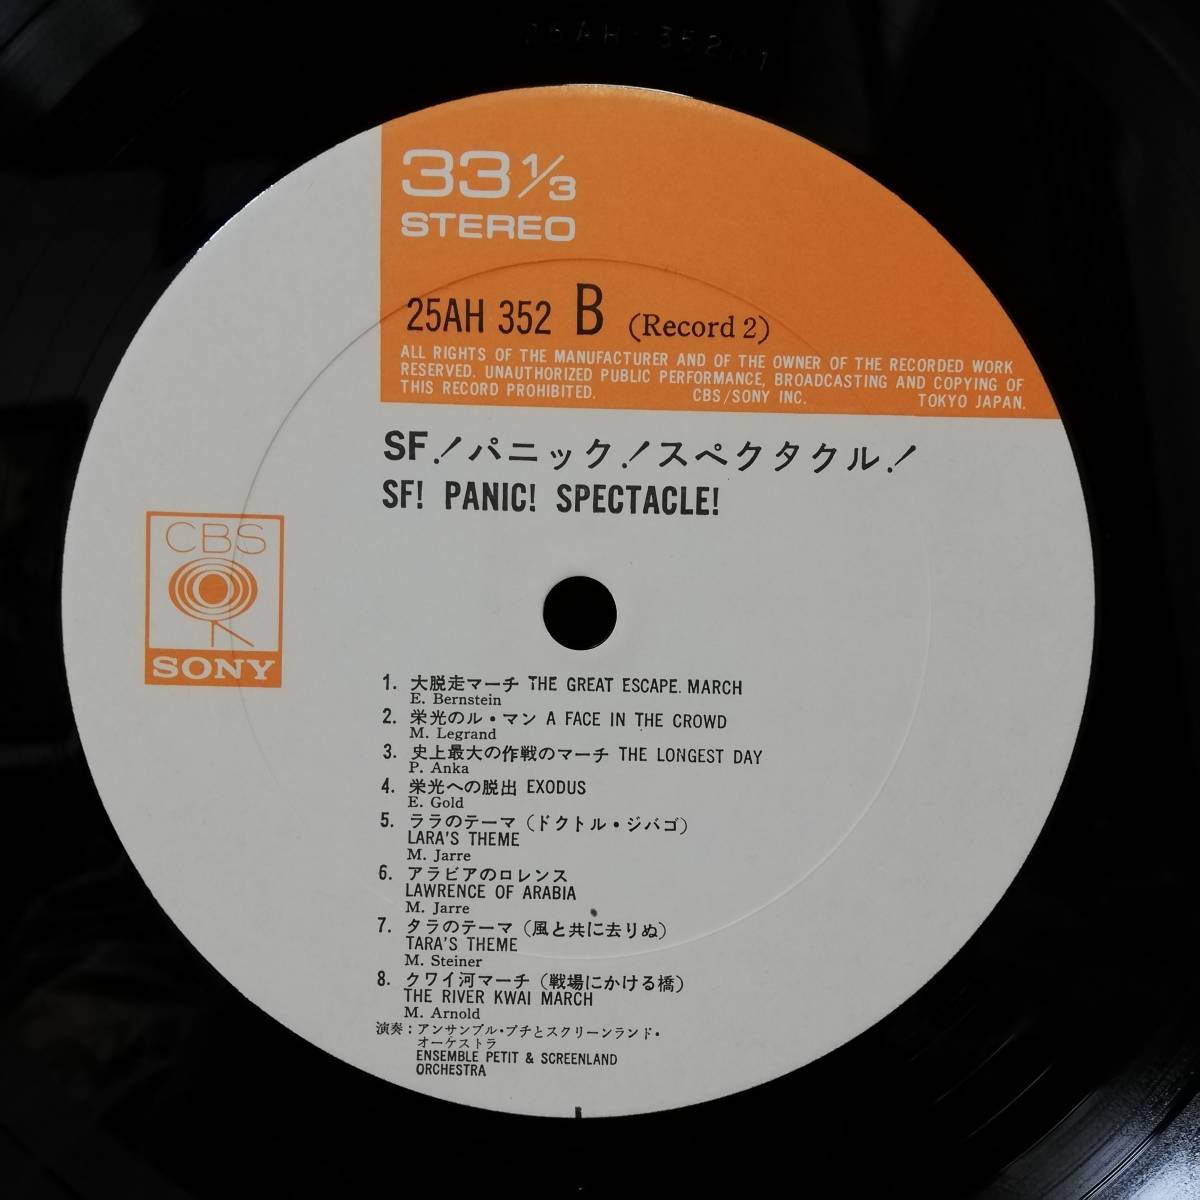 33 1/3
STEREO
25AH 352 B (Record 2)
ALL RIGHTS OF THE MANUFACTURER AND OF THE OWNER OF THE RECORDED WORK
RESERVED. UNAUTHORIZED PUBLIC PERFORMANCE, BROADCASTING AND COPYING OF
THIS RECORD PROHIBITED. CBS/SONY INC. TOKYO JAPAN.
SF!パニック!スペクタクル!
SF! PANIC! SPECTACLE!
CBS
SONY
1. 大脱走マーチ THE GREAT ESCAPE. MARCH
E. Bernstein
2. 栄光のル・マン A FACE IN THE CROWD
M. Legrand
3. 史上最大の作戦のマーチ THE LONGEST DAY
P. Anka
4. 栄光への脱出 EXODUS
E. Gold
5. ララのテーマ（ドクトル・ジバゴ）
LARA'S THEME
M. Jarre
6. アラビアのロレンス
LAWRENCE OF ARABIA
M. Jarre
7. タラのテーマ（風と共に去りぬ）
TARA'S THEME
M. Steiner
8. クワイ河マーチ（戦場にかける橋）
THE RIVER KWAI MARCH
M. Arnold
演奏：アンサンブル・プチとスクリーンランド・
オーケストラ
ENSEMBLE PETIT & SCREENLAND
ORCHESTRA